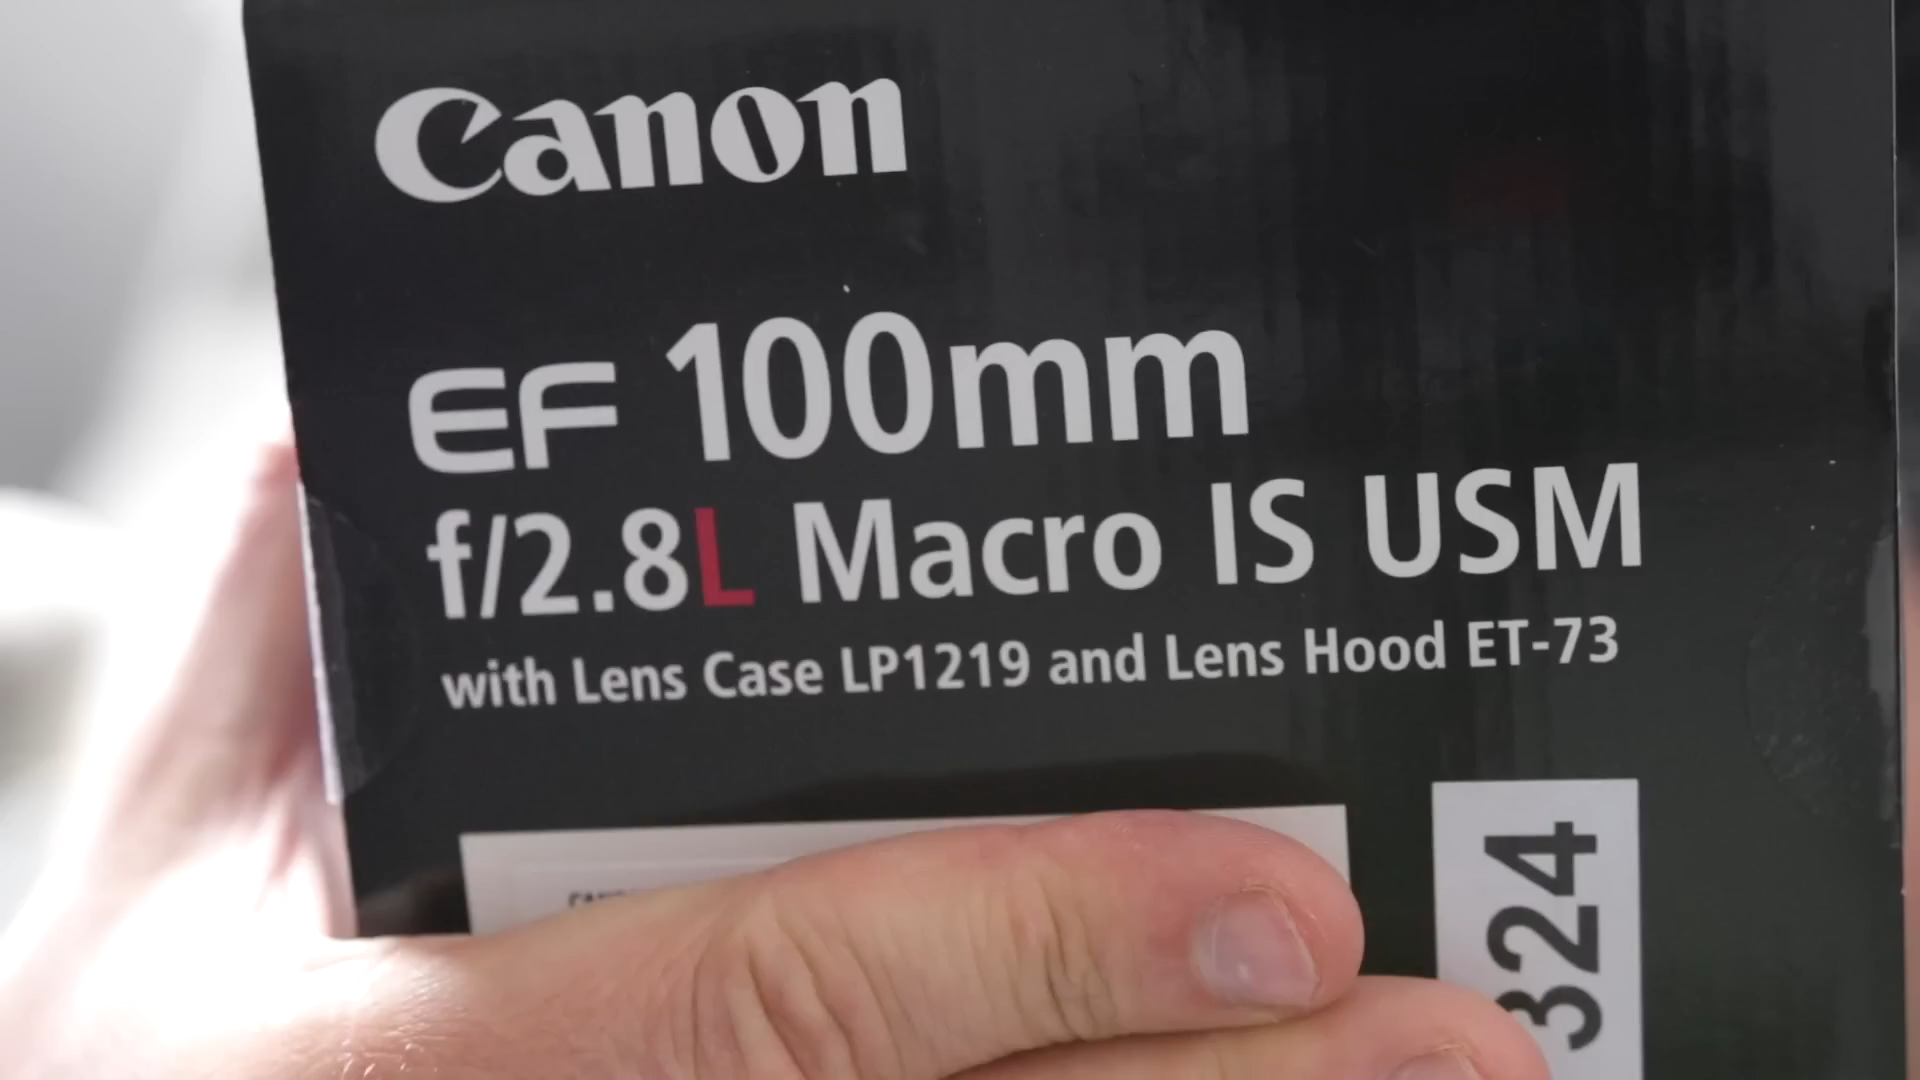 Canon
EF 100mm
f/2.8L Macro IS USM
with Lens Case LP1219 and Lens Hood ET-73
324